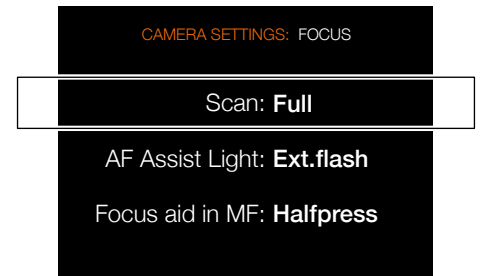 CAMERA SETTINGS: FOCUS
Scan: Full
AF Assist Light: Ext.flash
Focus aid in MF: Halfpress